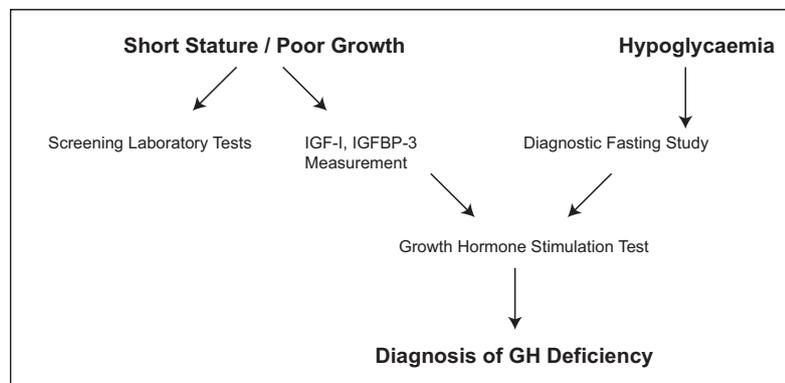 Short Stature / Poor Growth
Hypoglycaemia
Screening Laboratory Tests
IGF-I, IGFBP-3
Measurement
Diagnostic Fasting Study
Growth Hormone Stimulation Test
Diagnosis of GH Deficiency